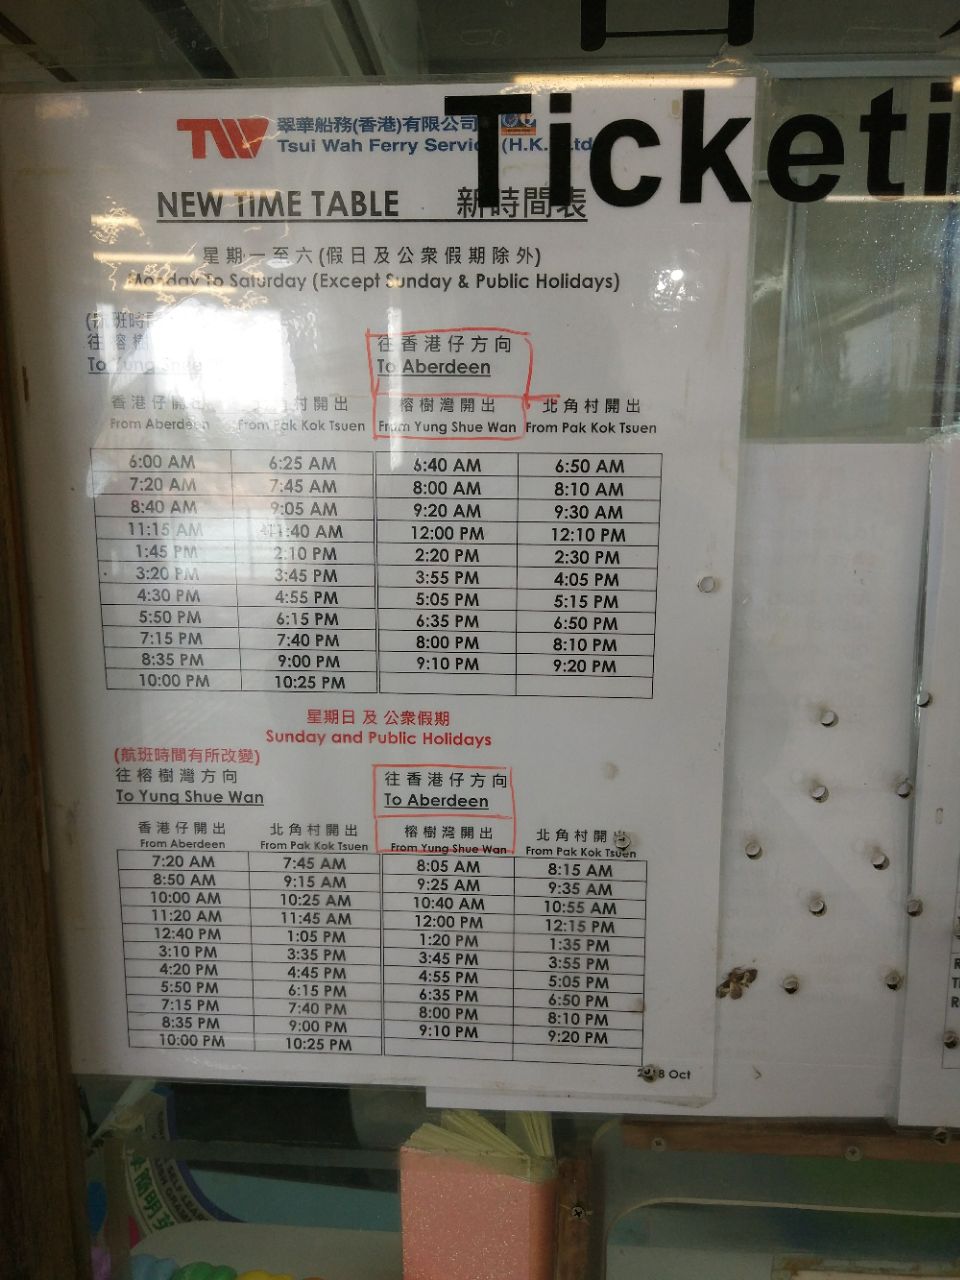 Ticketi
TW 翠華船務(香港)有限公司
Tsui Wah Ferry (H.K.
NEW TIME TABLE 新時間表
星期一至六(假日及公眾假期除外)
Monday To Saturday (Except Sunday & Public Holidays)
往香港仔方向
To To Aberdeen
香港仔開出 村開出 榕樹灣開出 北角村開出
From Aberdeen From Pak Kok Tsuen From Yung Shue Wan From Pak Kok Tsuen
6:00 AM 6:25 AM 6:40 AM 6:50 AM
7:20 AM 7:45 AM 8:00 AM 8:10 AM
8:40 AM 9:05 AM 9:20 AM 9:30 AM
11:15 AM 11:40 AM 12:00 PM 12:10 PM
1:45 PM 2:10 PM 2:20 PM 2:30 PM
3:20 PM 3:45 PM 3:55 PM 4:05 PM
4:30 PM 4:55 PM 5:05 PM 5:15 PM
5:50 PM 6:15 PM 6:35 PM 6:50 PM
7:15 PM 7:40 PM 8:00 PM 8:10 PM
8:35 PM 9:00 PM 9:10 PM 9:20 PM
10:00 PM 10:25 PM
星期日及公眾假期
Sunday and Public Holidays
(航班時間有所改變)
往榕樹灣方向 往香港仔方向
To Yung Shue Wan To Aberdeen
香港仔開出 北角村開出 榕樹灣開出 北角村開
From Aberdeen From Pak Kok Tsuen From Yung Shue Wan From Pak Kok Tsuen
7:20 AM 7:45 AM 8:05 AM 8:15 AM
8:50 AM 9:15 AM 9:25 AM 9:35 AM
10:00 AM 10:25 AM 10:40 AM 10:55 AM
11:20 AM 11:45 AM 12:00 PM 12:15 PM
12:40 PM 1:05 PM 1:20 PM 1:35 PM
3:10 PM 3:35 PM 3:45 PM 3:55 PM
4:20 PM 4:45 PM 4:55 PM 5:05 PM
5:50 PM 6:15 PM 6:35 PM 6:50 PM
7:15 PM 7:40 PM 8:00 PM 8:10 PM
8:35 PM 9:00 PM 9:10 PM 9:20 PM
10:00 PM 10:25 PM
Oct